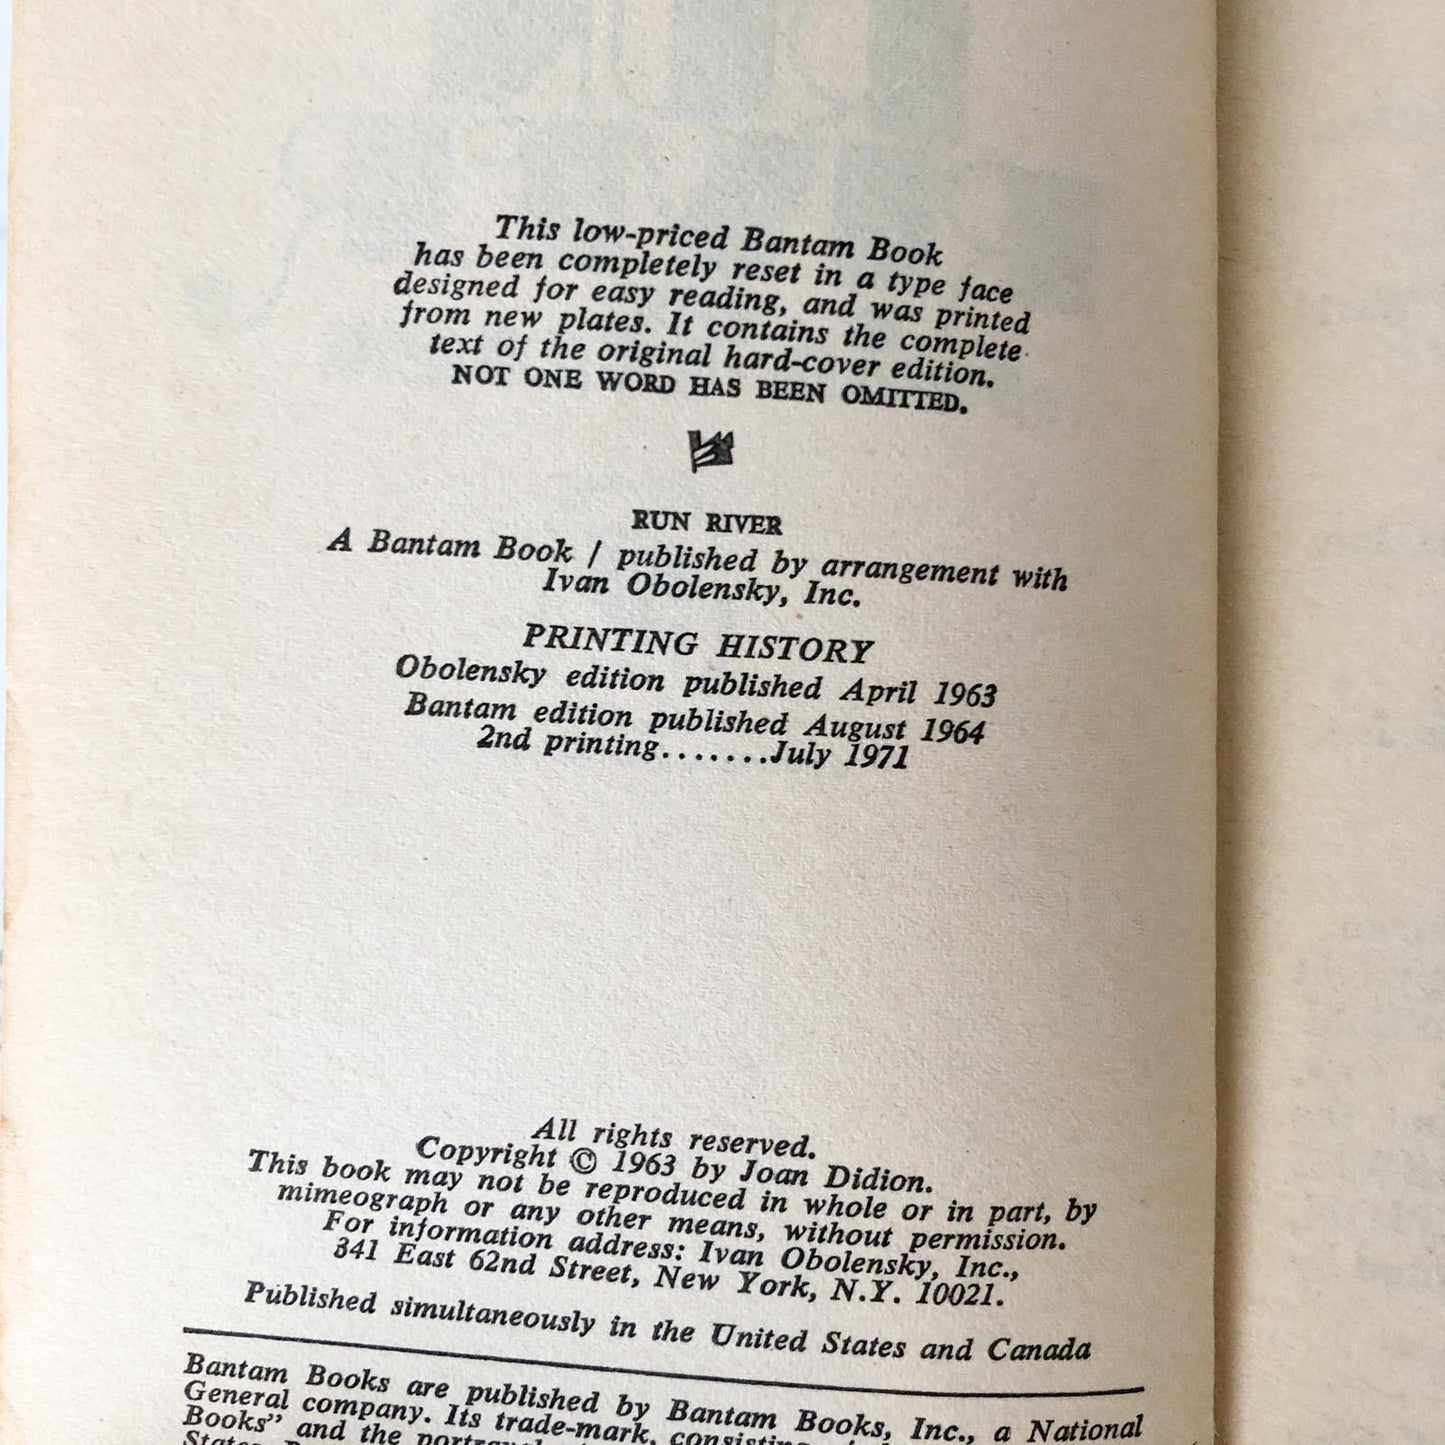 This low-priced Bantam Book
has been completely reset in a type face
designed for easy reading, and was printed
from new plates. It contains the complete
text of the original hard-cover edition.
NOT ONE WORD HAS BEEN OMITTED.
RUN RIVER
A Bantam Book / published by arrangement with
Ivan Obolensky, Inc.
PRINTING HISTORY
Obolensky edition published April 1963
Bantam edition published August 1964
2nd printing.......July 1971
All rights reserved.
Copyright © 1963 by Joan Didion.
This book may not be reproduced in whole or in part, by
mimeograph or any other means, without permission.
For information address: Ivan Obolensky, Inc.,
341 East 62nd Street, New York, N.Y. 10021.
Published simultaneously in the United States and Canada
Bantam Books are published by Bantam Books, Inc., a National
General company. Its trade-mark, consisting
Books" and the